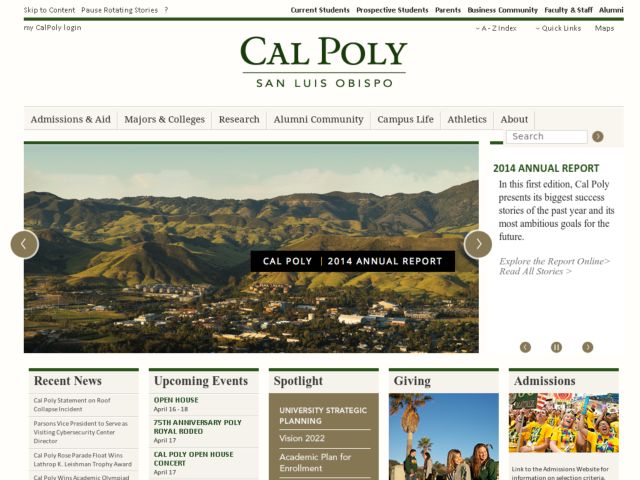 Skip to Content Pause Rotating Stories ?
Current Students Prospective Students Parents Business Community Faculty & Staff Alumni
my CalPoly login
~ A - Z Index ~ Quick Links Maps
CAL POLY
SAN LUIS OBISPO
Admissions & Aid Majors & Colleges Research Alumni Community Campus Life Athletics About
Search
2014 ANNUAL REPORT
In this first edition, Cal Poly
presents its biggest success
stories of the past year and its
most ambitious goals for the
future.
Explore the Report Online>
Read All Stories >
CAL POLY | 2014 ANNUAL REPORT
Recent News
Cal Poly Statement on Roof
Collapse Incident
Parsons Vice President to Serve as
Visiting Cybersecurity Center
Director
Cal Poly Rose Parade Float Wins
Lathrop K. Leishman Trophy Award
Cal Poly Wins Academic Olympiad
Upcoming Events
OPEN HOUSE
April 16 - 18
75TH ANNIVERSARY POLY
ROYAL RODEO
April 17
CAL POLY OPEN HOUSE
CONCERT
April 17
Spotlight
UNIVERSITY STRATEGIC
PLANNING
Vision 2022
Academic Plan for
Enrollment
Giving
Admissions
Link to the Admissions Website for
information on selection criteria,